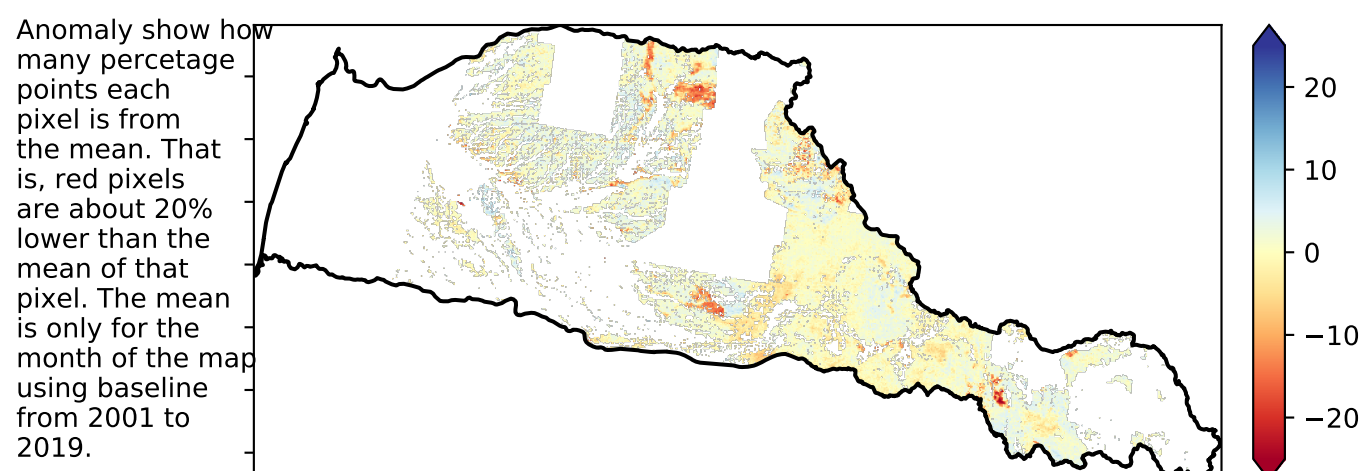 Anomaly show how
many percetage
points each
pixel is from
the mean. That
is, red pixels
are about 20%
lower than the
mean of that
pixel. The mean
is only for the
month of the map
using baseline
from 2001 to
2019.
20
10
0
−10
−20